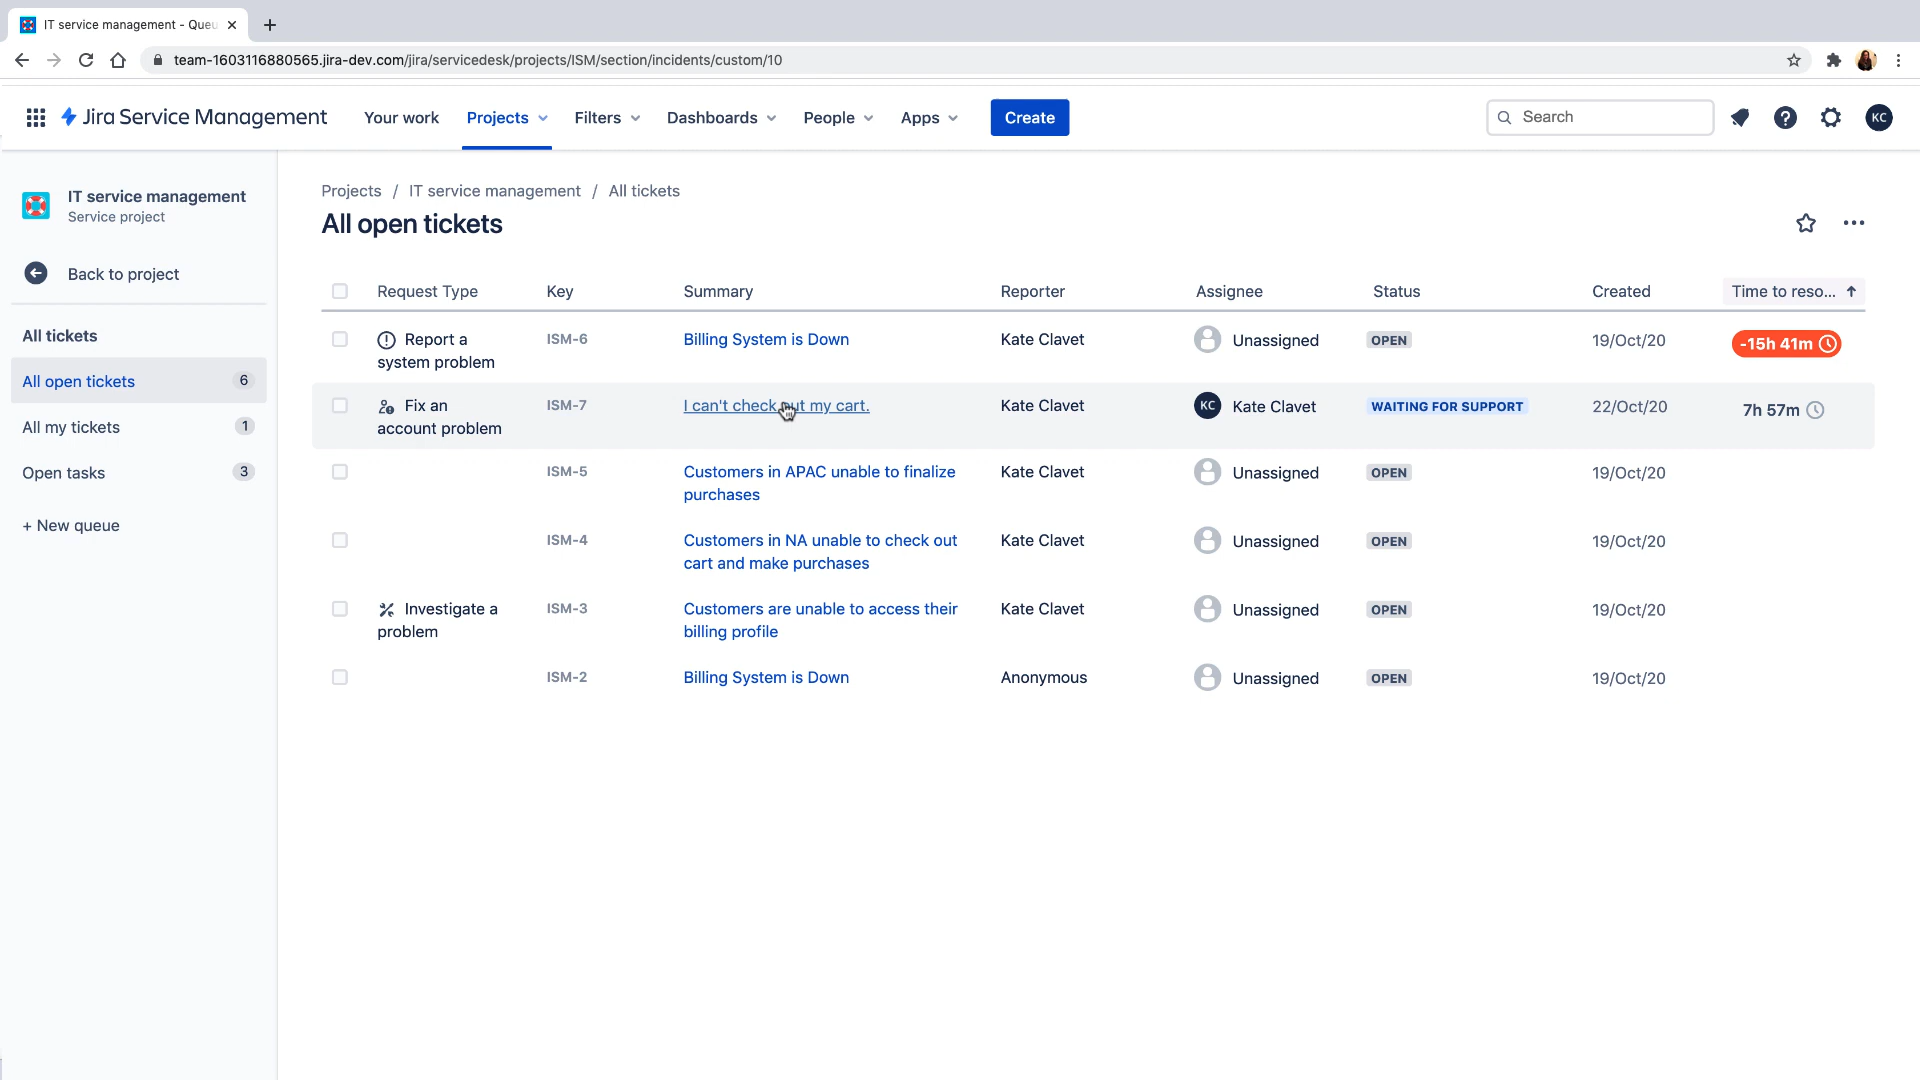 IT service management - Queu
team-1603116880565.jira-dev.com/jira/servicedesk/projects/ISM/section/incidents/custom/10
Jira Service Management Your work Projects Filters Dashboards People Apps Create Search KC
IT service management
Service project
Back to project
All tickets
All open tickets 6
All my tickets 1
Open tasks 3
+ New queue
Projects / IT service management / All tickets
All open tickets
Request Type Key Summary Reporter Assignee Status Created Time to reso...
Report a ISM-6 Billing System is Down Kate Clavet Unassigned OPEN 19/Oct/20 -15h 41m
system problem
Fix an ISM-7 I can't check out my cart. Kate Clavet KC Kate Clavet WAITING FOR SUPPORT 22/Oct/20 7h 57m
account problem
ISM-5 Customers in APAC unable to finalize Kate Clavet Unassigned OPEN 19/Oct/20
purchases
ISM-4 Customers in NA unable to check out Kate Clavet Unassigned OPEN 19/Oct/20
cart and make purchases
Investigate a ISM-3 Customers are unable to access their Kate Clavet Unassigned OPEN 19/Oct/20
problem billing profile
ISM-2 Billing System is Down Anonymous Unassigned OPEN 19/Oct/20